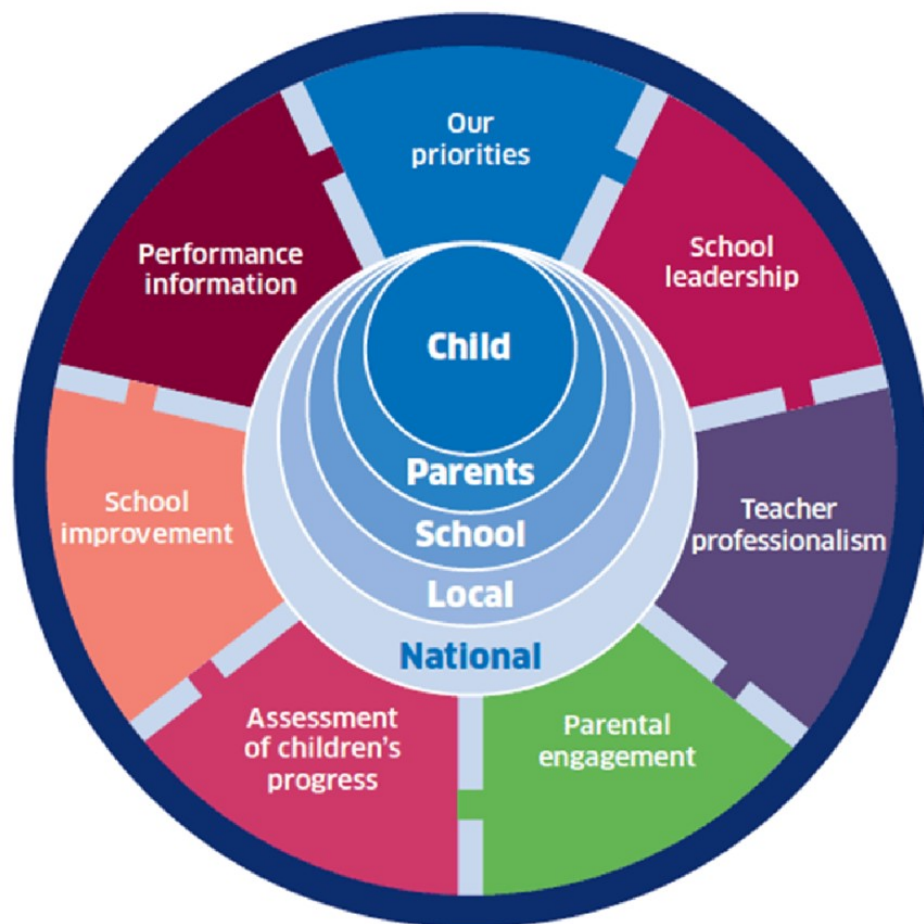 Our
priorities
School
leadership
Teacher
professionalism
Parental
engagement
Assessment
of children's
progress
School
improvement
Performance
information
Child
Parents
School
Local
National